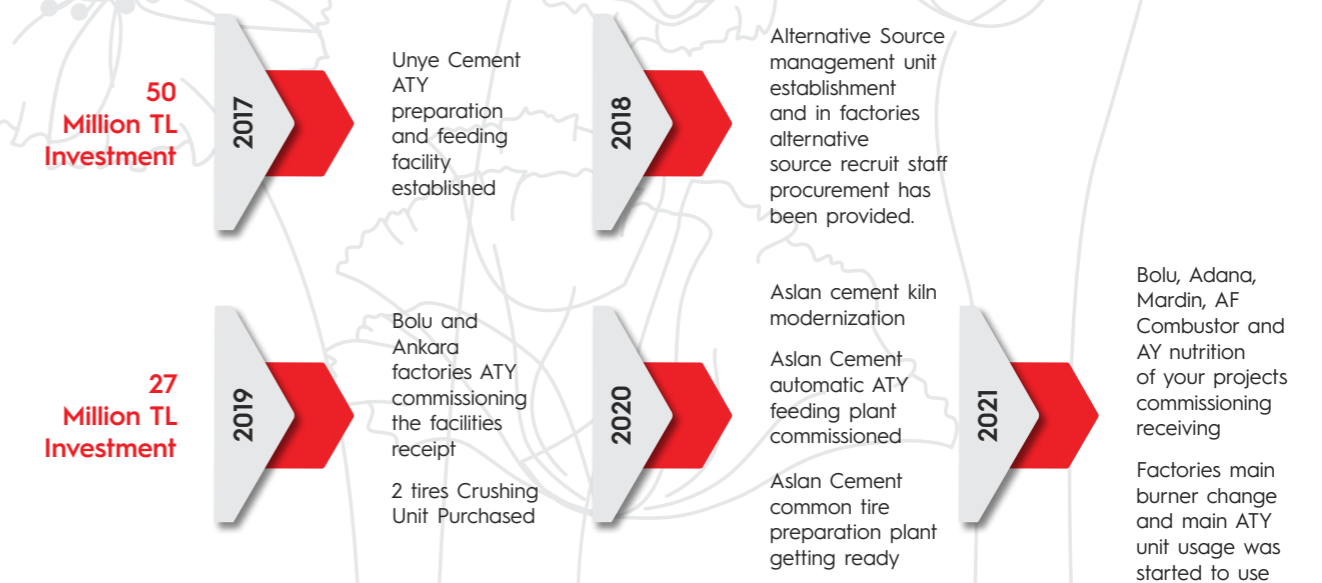 50
Million TL
Investment
2017
Unye Cement
ATY
preparation
and feeding
facility
established
2018
Alternative Source
management unit
establishment
and in factories
alternative
source recruit staff
procurement has
been provided.
27
Million TL
Investment
2019
Bolu and
Ankara
factories ATY
commissioning
the facilities
receipt
2 tires Crushing
Unit Purchased
2020
Aslan cement kiln
modernization
Aslan Cement
automatic ATY
feeding plant
commissioned
Aslan Cement
common tire
preparation plant
getting ready
2021
Bolu, Adana,
Mardin, AF
Combustor and
AY nutrition
of your projects
commissioning
receiving
Factories main
burner change
and main ATY
unit usage was
started to use